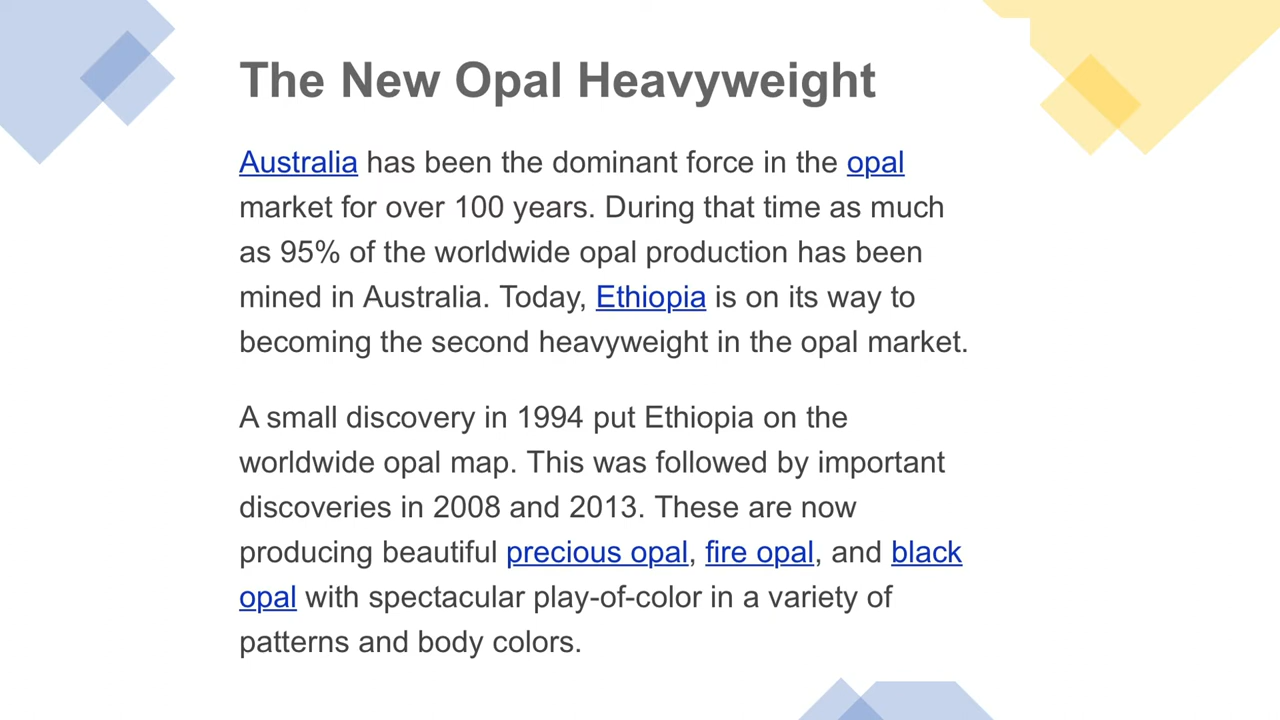 The New Opal Heavyweight
Australia has been the dominant force in the opal
market for over 100 years. During that time as much
as 95% of the worldwide opal production has been
mined in Australia. Today, Ethiopia is on its way to
becoming the second heavyweight in the opal market.
A small discovery in 1994 put Ethiopia on the
worldwide opal map. This was followed by important
discoveries in 2008 and 2013. These are now
producing beautiful precious opal, fire opal, and black
opal with spectacular play-of-color in a variety of
patterns and body colors.